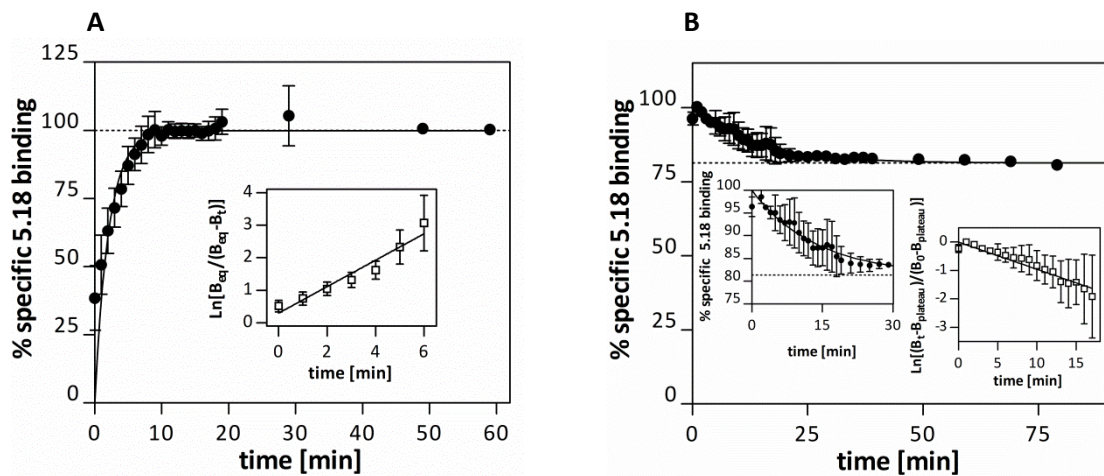 A
% specific 5.18 binding
125
100
75
50
25
0
0 10 20 30 40 50 60
time [min]
Ln[Beq/(Beq-Bt)]
4
3
2
1
0
0 2 4 6
time [min]
B
% specific 5.18 binding
100
75
50
25
0
0 25 50 75
time [min]
% specific 5.18 binding
100
95
90
85
80
75
0 15 30
time [min]
Ln[(Bt-Bplateau)/(B0-Bplateau)]
0
-1
-2
-3
0 5 10 15
time [min]